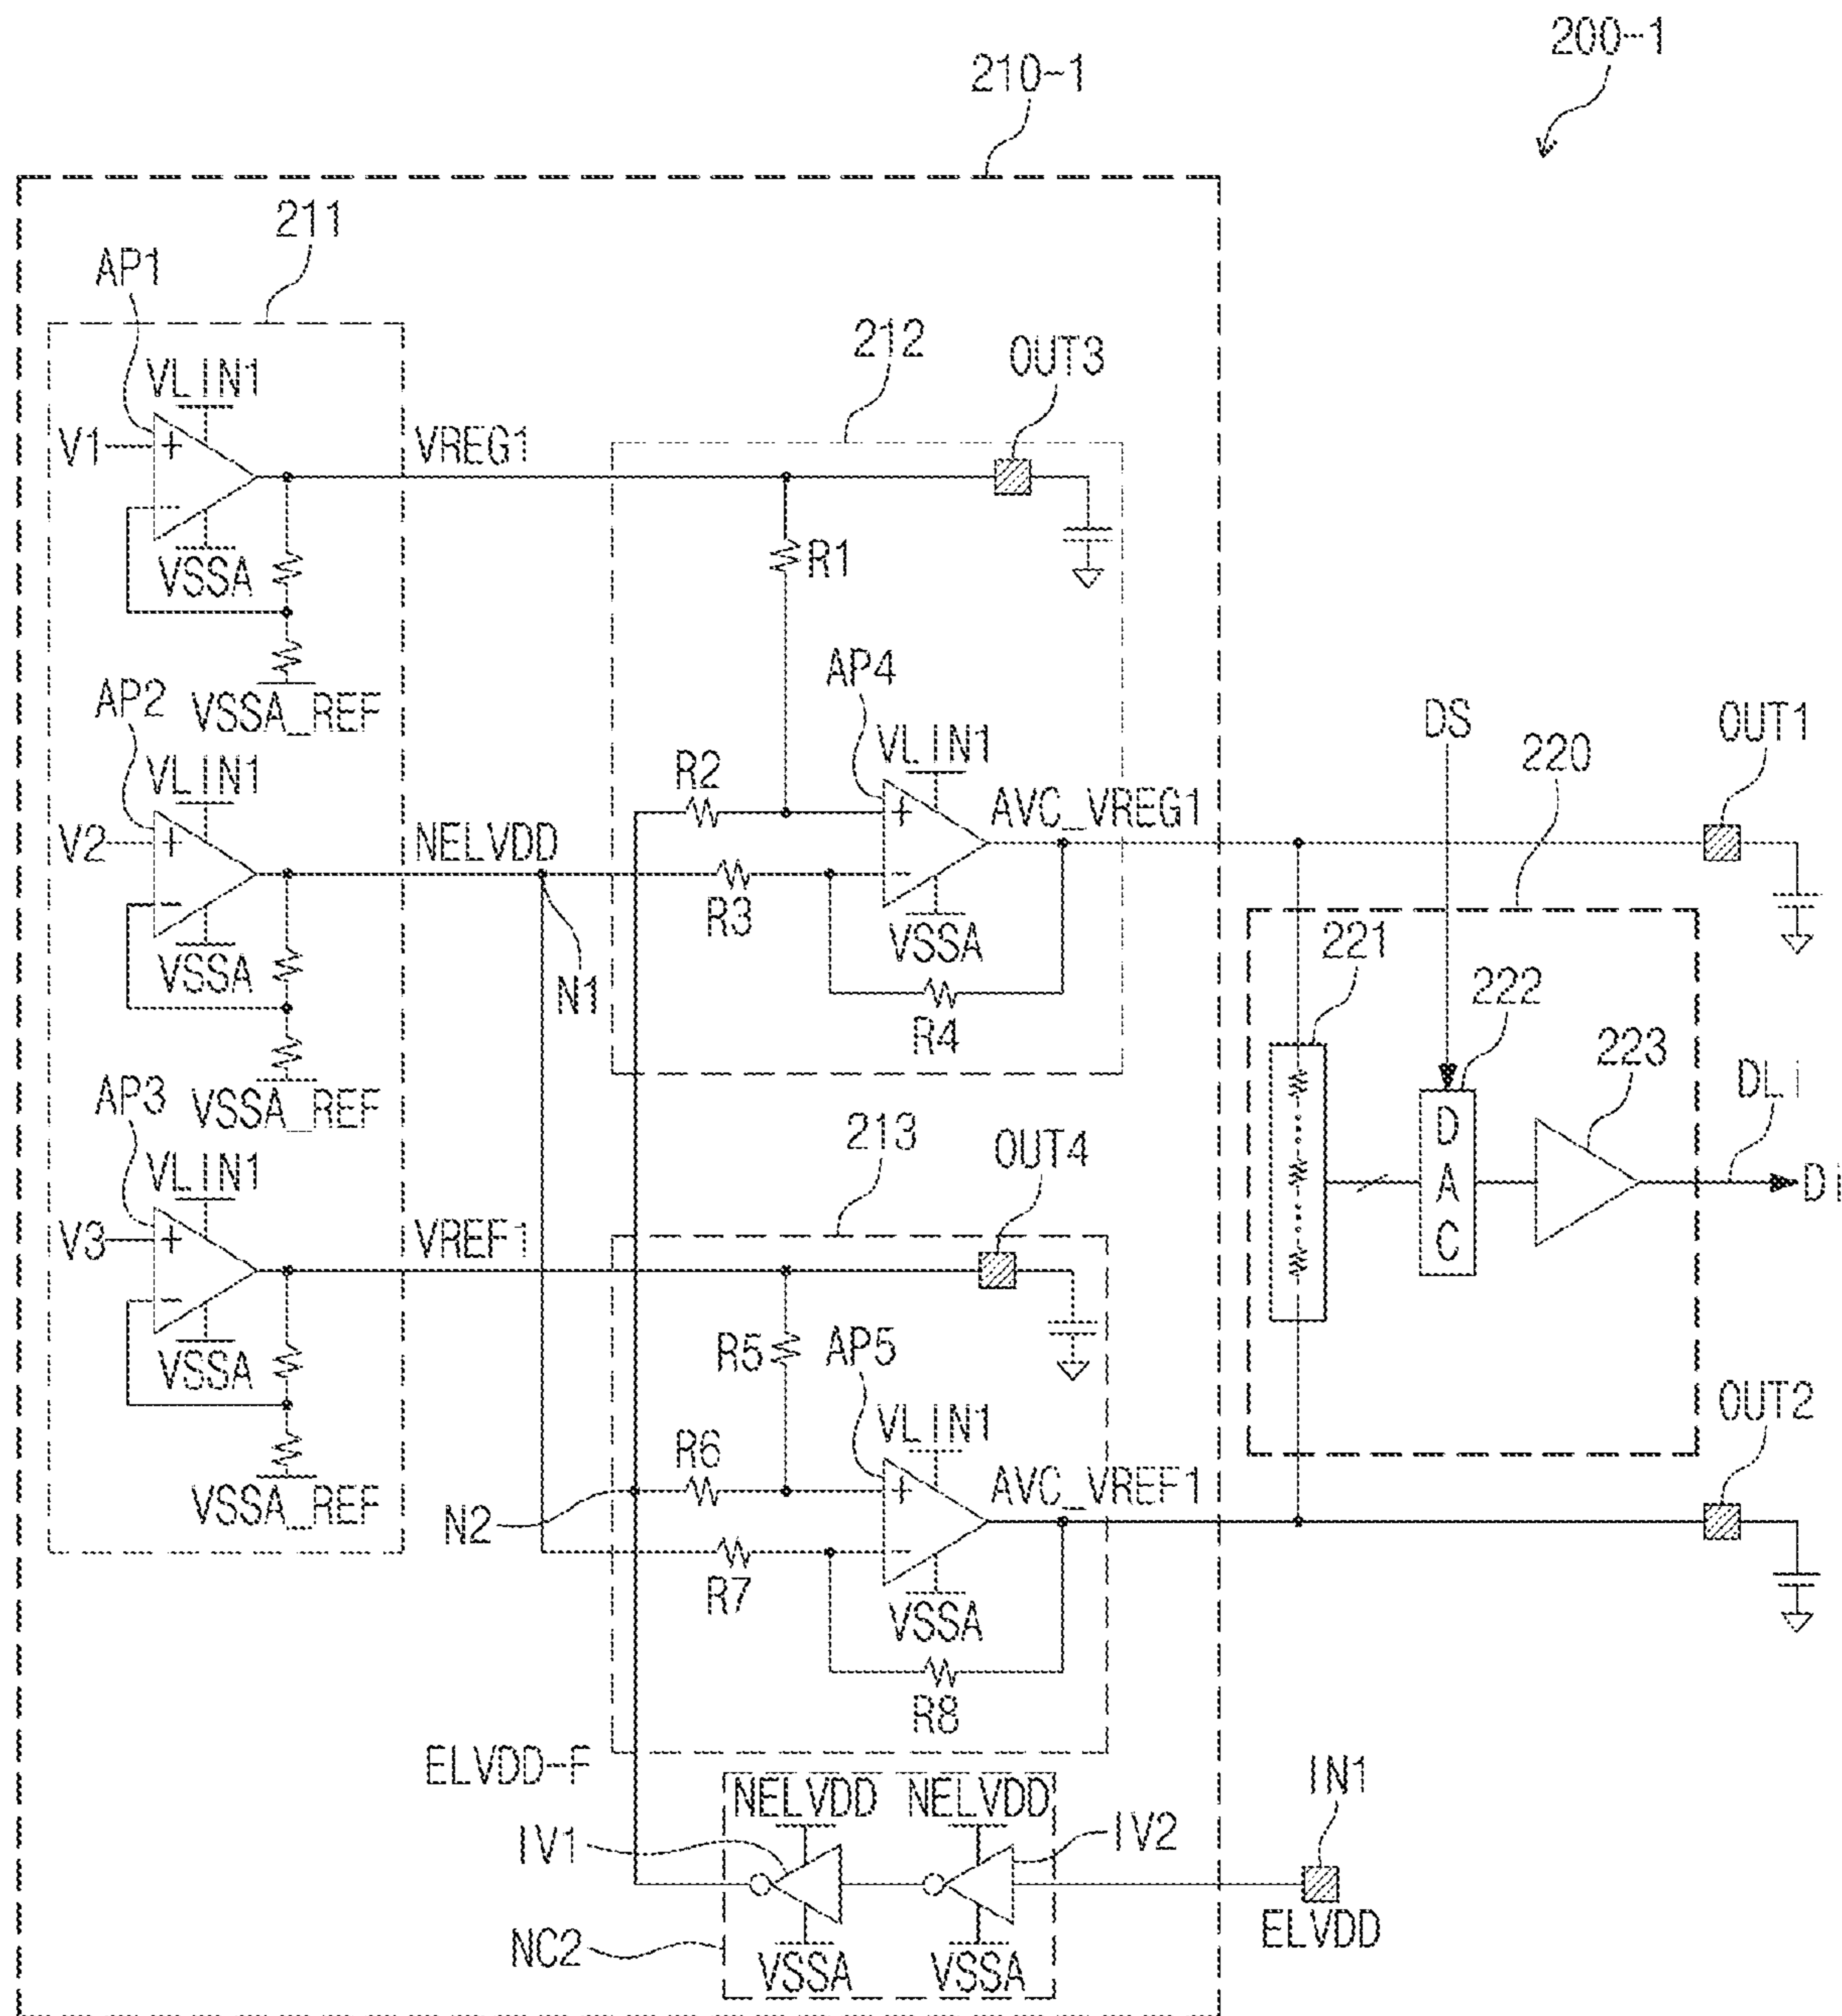 200-1
210-1
211
AP1
212
OUT3
VLIN1
V1
+
VREG1
-
VSSA
R1
VSSA_REF
AP2
AP4
VLIN1
VLIN1
R2
DS
220
OUT1
V2
+
NELVDD
+
AVC_VREG1
-
R3
-
VSSA
VSSA
N1
R4
221
222
223
VSSA_REF
AP3
213
OUT4
DLi
D
A
C
Di
VLIN1
V3
+
VREF1
-
VSSA
R5
AP5
VLIN1
OUT2
R6
+
AVC_VREF1
VSSA_REF
N2
-
R7
VSSA
R8
ELVDD-F
NELVDD
NELVDD
IN1
IV1
IV2
NC2
VSSA
VSSA
ELVDD